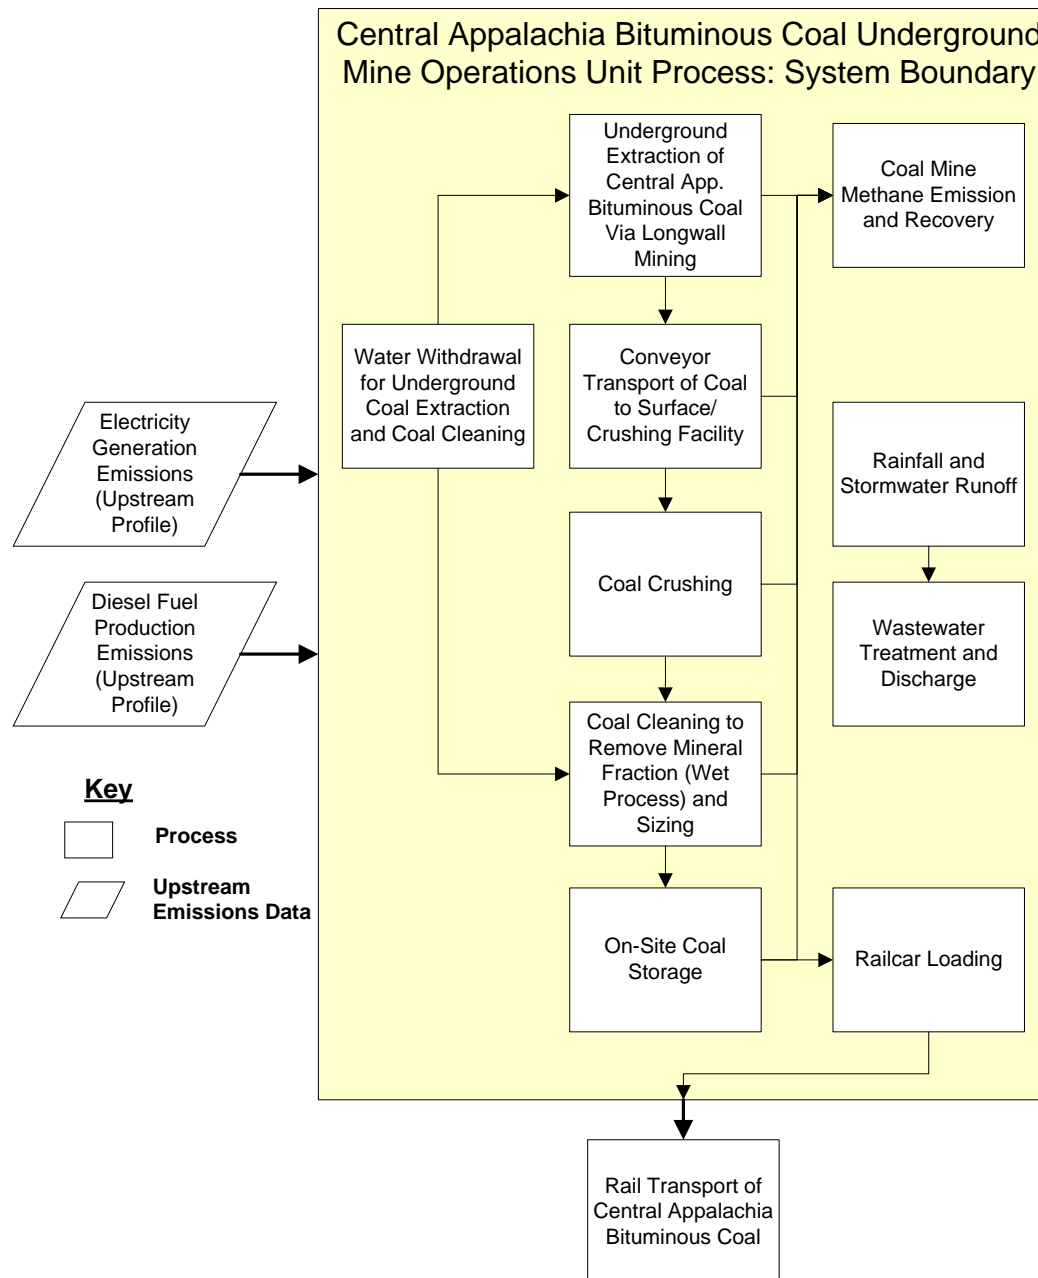 Central Appalachia Bituminous Coal Underground
Mine Operations Unit Process: System Boundary
Underground
Extraction of
Central App.
Bituminous Coal
Via Longwall
Mining
Coal Mine
Methane Emission
and Recovery
Water Withdrawal
for Underground
Coal Extraction
and Coal Cleaning
Conveyor
Transport of Coal
to Surface/
Crushing Facility
Electricity
Generation
Emissions
(Upstream
Profile)
Rainfall and
Stormwater Runoff
Coal Crushing
Diesel Fuel
Production
Emissions
(Upstream
Profile)
Wastewater
Treatment and
Discharge
Coal Cleaning to
Remove Mineral
Fraction (Wet
Process) and
Sizing
Key
Process
Upstream
Emissions Data
On-Site Coal
Storage
Railcar Loading
Rail Transport of
Central Appalachia
Bituminous Coal